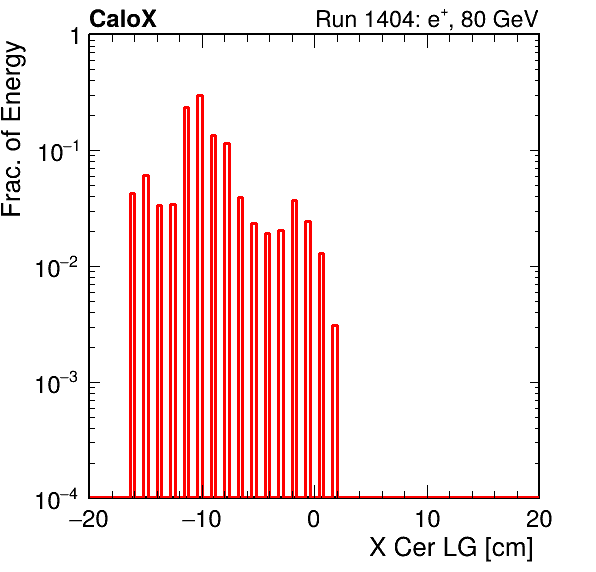 CaloX Run 1404: e⁺, 80 GeV
Frac. of Energy
1
10⁻¹
10⁻²
10⁻³
10⁻⁴
−20 −10 0 10 20
X Cer LG [cm]